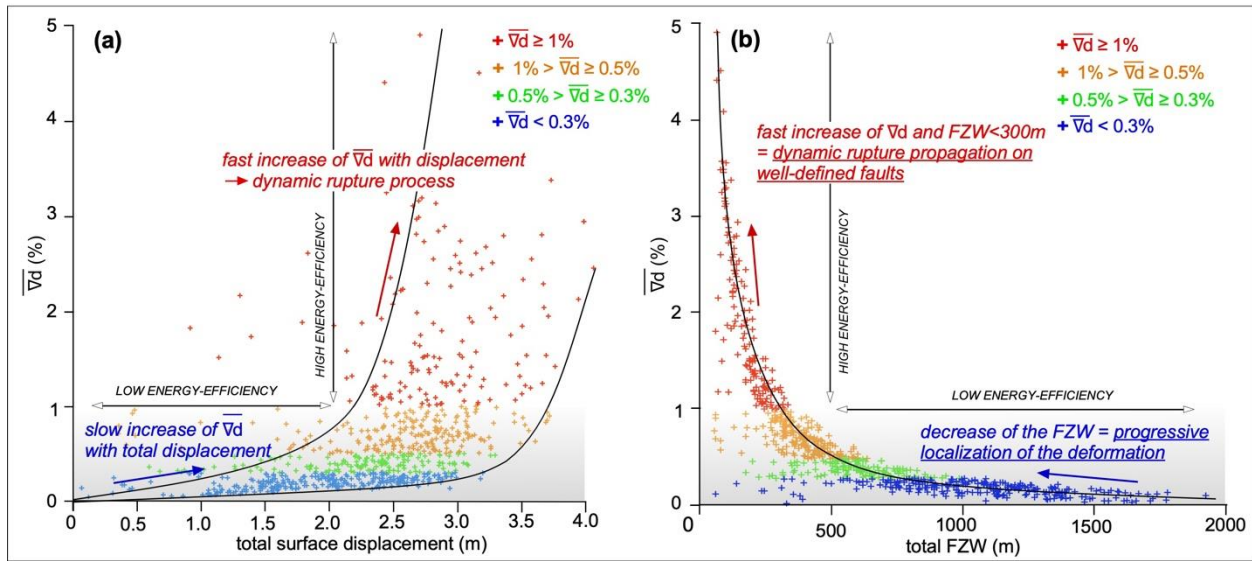 (a)
+ ∇d ≥ 1%
+ 1% > ∇d ≥ 0.5%
+ 0.5% > ∇d ≥ 0.3%
+ ∇d < 0.3%
fast increase of ∇d with displacement
→ dynamic rupture process
HIGH ENERGY-EFFICIENCY
LOW ENERGY-EFFICIENCY
slow increase of ∇d
with total displacement
∇d (%)
5
4
3
2
1
0
0 0.5 1.0 1.5 2.0 2.5 3.0 3.5 4.0
total surface displacement (m)
(b)
+ ∇d ≥ 1%
+ 1% > ∇d ≥ 0.5%
+ 0.5% > ∇d ≥ 0.3%
+ ∇d < 0.3%
fast increase of ∇d and FZW<300m
= dynamic rupture propagation on
well-defined faults
HIGH ENERGY-EFFICIENCY
LOW ENERGY-EFFICIENCY
decrease of the FZW = progressive
localization of the deformation
∇d (%)
5
4
3
2
1
0
0 500 1000 1500 2000
total FZW (m)